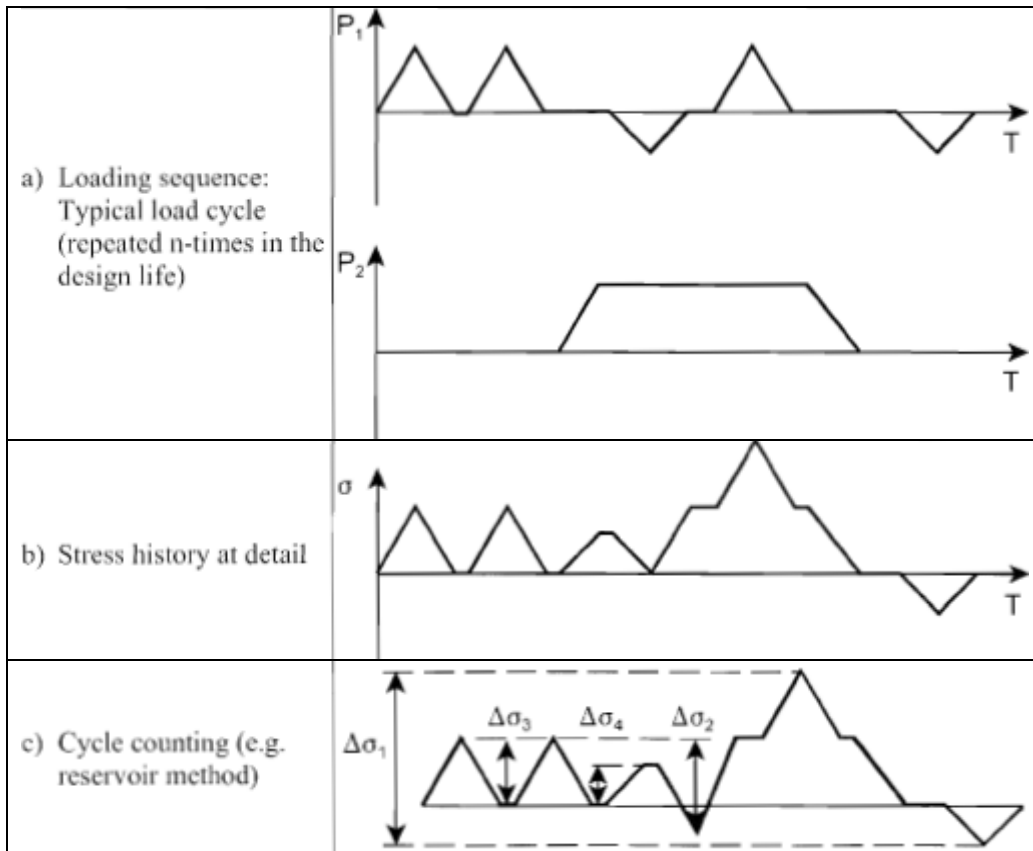 a) Loading sequence:
Typical load cycle
(repeated n-times in the
design life)
P₁
T
P₂
T
b) Stress history at detail
σ
T
c) Cycle counting (e.g.
reservoir method)
Δσ₁
Δσ₃
Δσ₄
Δσ₂